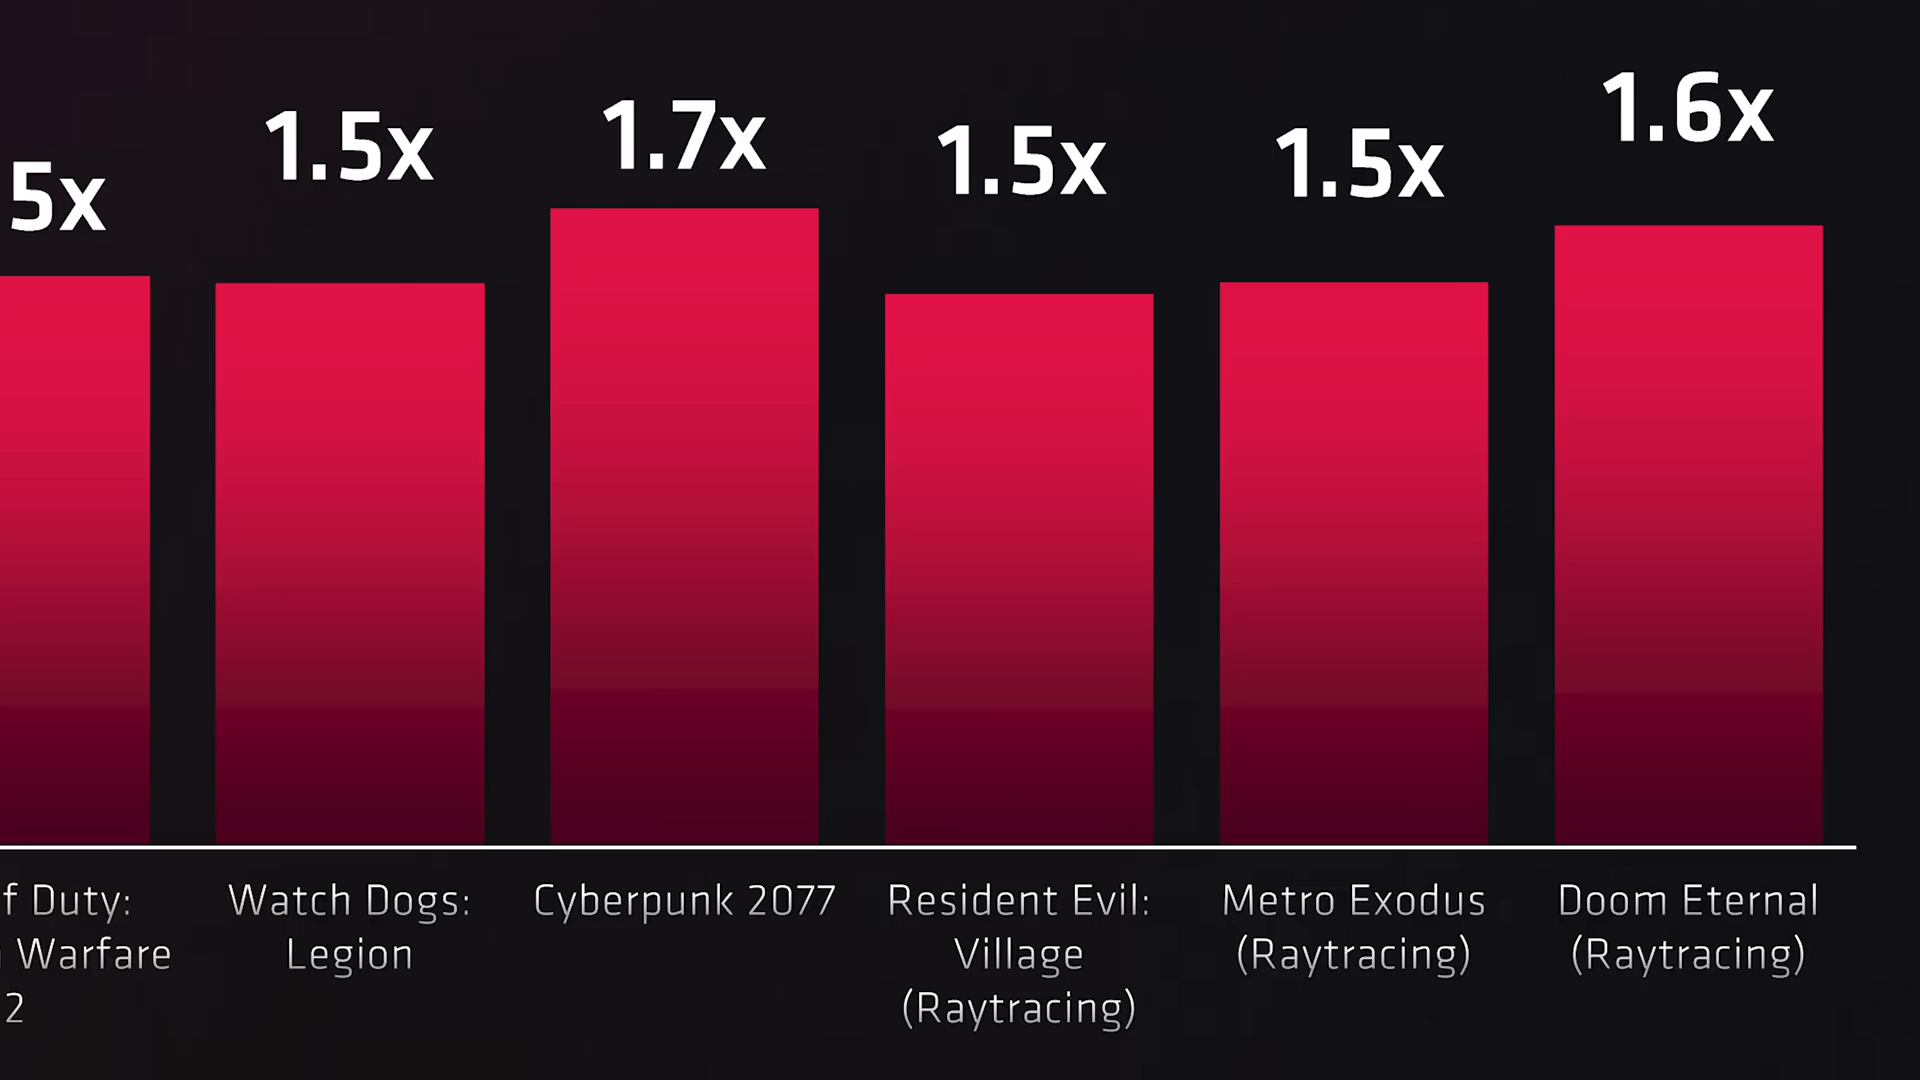 5x
1.5x
1.7x
1.5x
1.5x
1.6x
f Duty:
Warfare
2
Watch Dogs:
Legion
Cyberpunk 2077
Resident Evil:
Village
(Raytracing)
Metro Exodus
(Raytracing)
Doom Eternal
(Raytracing)